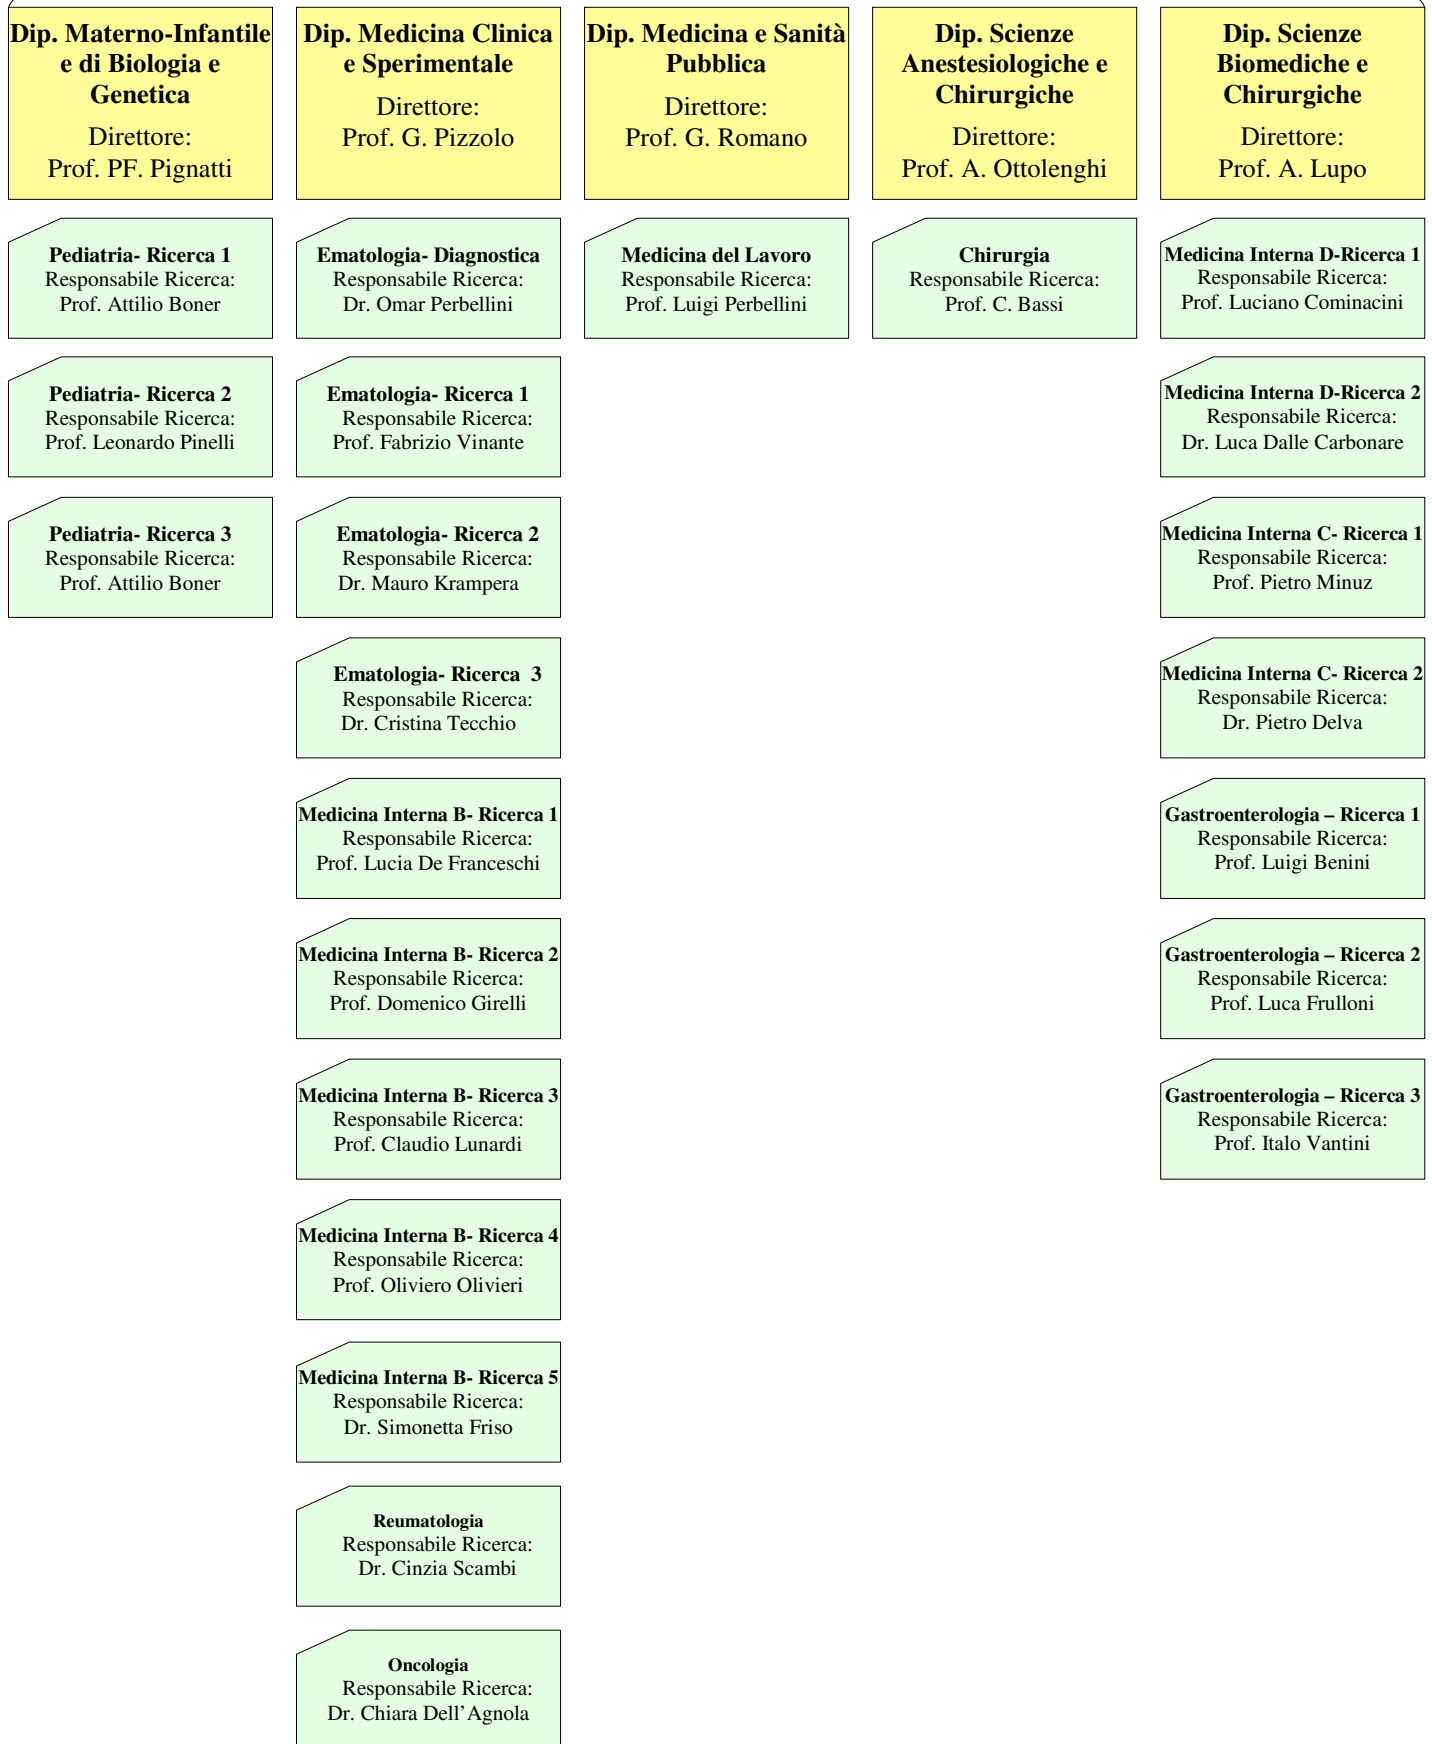 Dip. Materno-Infantile
e di Biologia e
Genetica
Direttore:
Prof. PF. Pignatti
Pediatria- Ricerca 1
Responsabile Ricerca:
Prof. Attilio Boner
Pediatria- Ricerca 2
Responsabile Ricerca:
Prof. Leonardo Pinelli
Pediatria- Ricerca 3
Responsabile Ricerca:
Prof. Attilio Boner
Dip. Medicina Clinica
e Sperimentale
Direttore:
Prof. G. Pizzolo
Ematologia- Diagnostica
Responsabile Ricerca:
Dr. Omar Perbellini
Ematologia- Ricerca 1
Responsabile Ricerca:
Prof. Fabrizio Vinante
Ematologia- Ricerca 2
Responsabile Ricerca:
Dr. Mauro Krampera
Ematologia- Ricerca  3
Responsabile Ricerca:
Dr. Cristina Tecchio
Medicina Interna B- Ricerca 1
Responsabile Ricerca:
Prof. Lucia De Franceschi
Medicina Interna B- Ricerca 2
Responsabile Ricerca:
Prof. Domenico Girelli
Medicina Interna B- Ricerca 3
Responsabile Ricerca:
Prof. Claudio Lunardi
Medicina Interna B- Ricerca 4
Responsabile Ricerca:
Prof. Oliviero Olivieri
Medicina Interna B- Ricerca 5
Responsabile Ricerca:
Dr. Simonetta Friso
Reumatologia
Responsabile Ricerca:
Dr. Cinzia Scambi
Oncologia
Responsabile Ricerca:
Dr. Chiara Dell’Agnola
Dip. Medicina e Sanità
Pubblica
Direttore:
Prof. G. Romano
Medicina del Lavoro
Responsabile Ricerca:
Prof. Luigi Perbellini
Dip. Scienze
Anestesiologiche e
Chirurgiche
Direttore:
Prof. A. Ottolenghi
Chirurgia
Responsabile Ricerca:
Prof. C. Bassi
Dip. Scienze
Biomediche e
Chirurgiche
Direttore:
Prof. A. Lupo
Medicina Interna D-Ricerca 1
Responsabile Ricerca:
Prof. Luciano Cominacini
Medicina Interna D-Ricerca 2
Responsabile Ricerca:
Dr. Luca Dalle Carbonare
Medicina Interna C- Ricerca 1
Responsabile Ricerca:
Prof. Pietro Minuz
Medicina Interna C- Ricerca 2
Responsabile Ricerca:
Dr. Pietro Delva
Gastroenterologia – Ricerca 1
Responsabile Ricerca:
Prof. Luigi Benini
Gastroenterologia – Ricerca 2
Responsabile Ricerca:
Prof. Luca Frulloni
Gastroenterologia – Ricerca 3
Responsabile Ricerca:
Prof. Italo Vantini